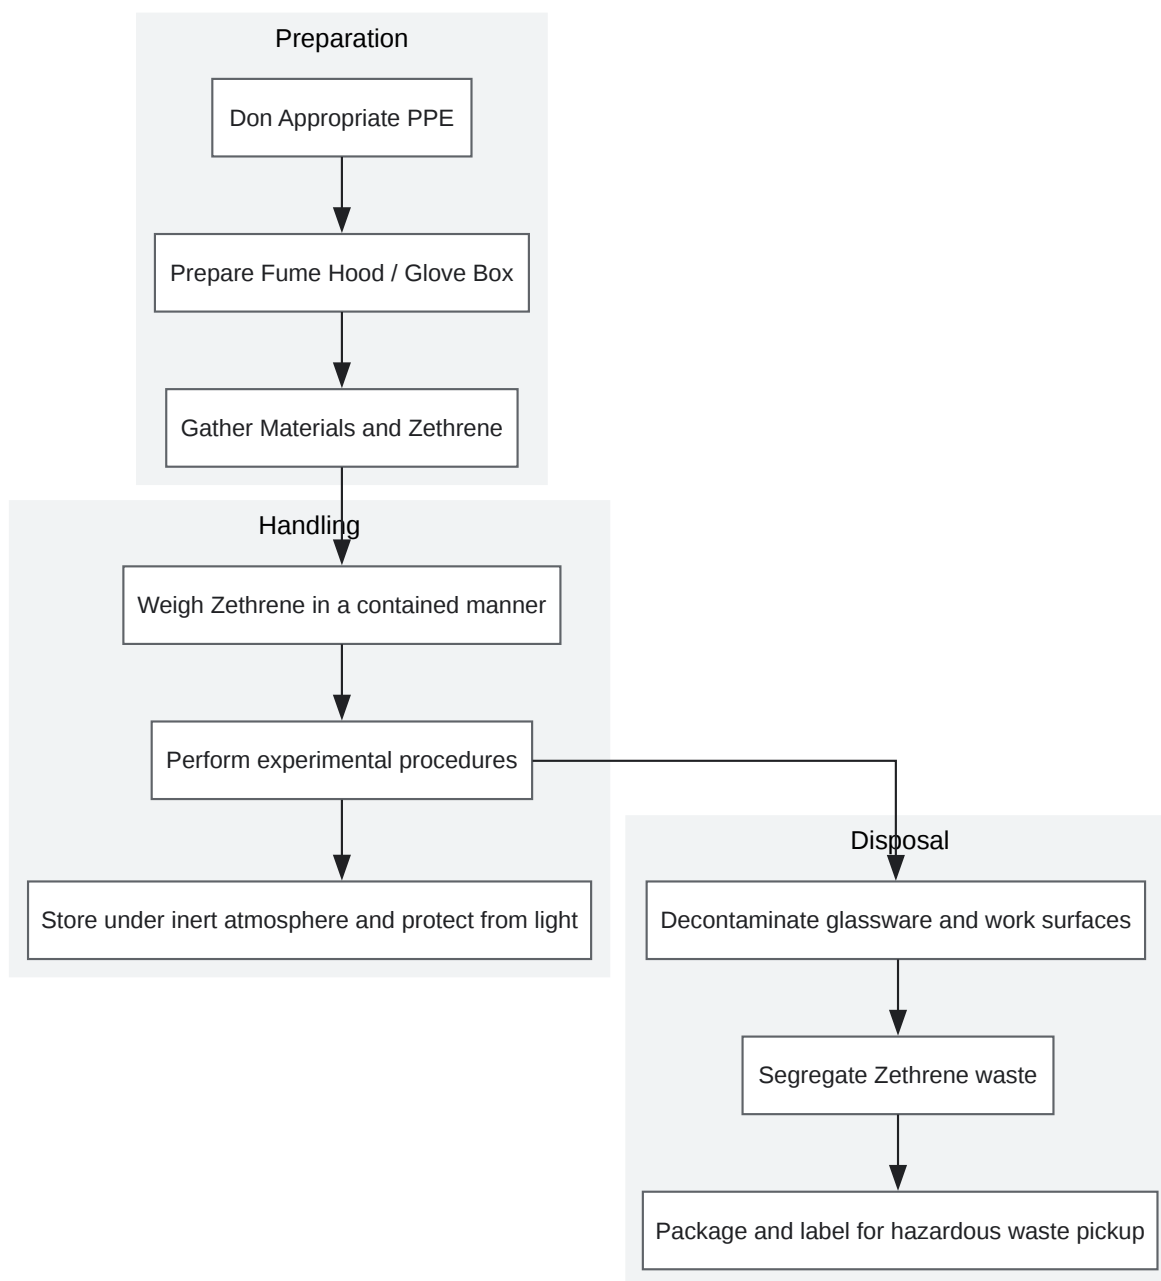 Preparation
Don Appropriate PPE
Prepare Fume Hood / Glove Box
Gather Materials and Zethrene
Handling
Weigh Zethrene in a contained manner
Perform experimental procedures
Store under inert atmosphere and protect from light
Disposal
Decontaminate glassware and work surfaces
Segregate Zethrene waste
Package and label for hazardous waste pickup